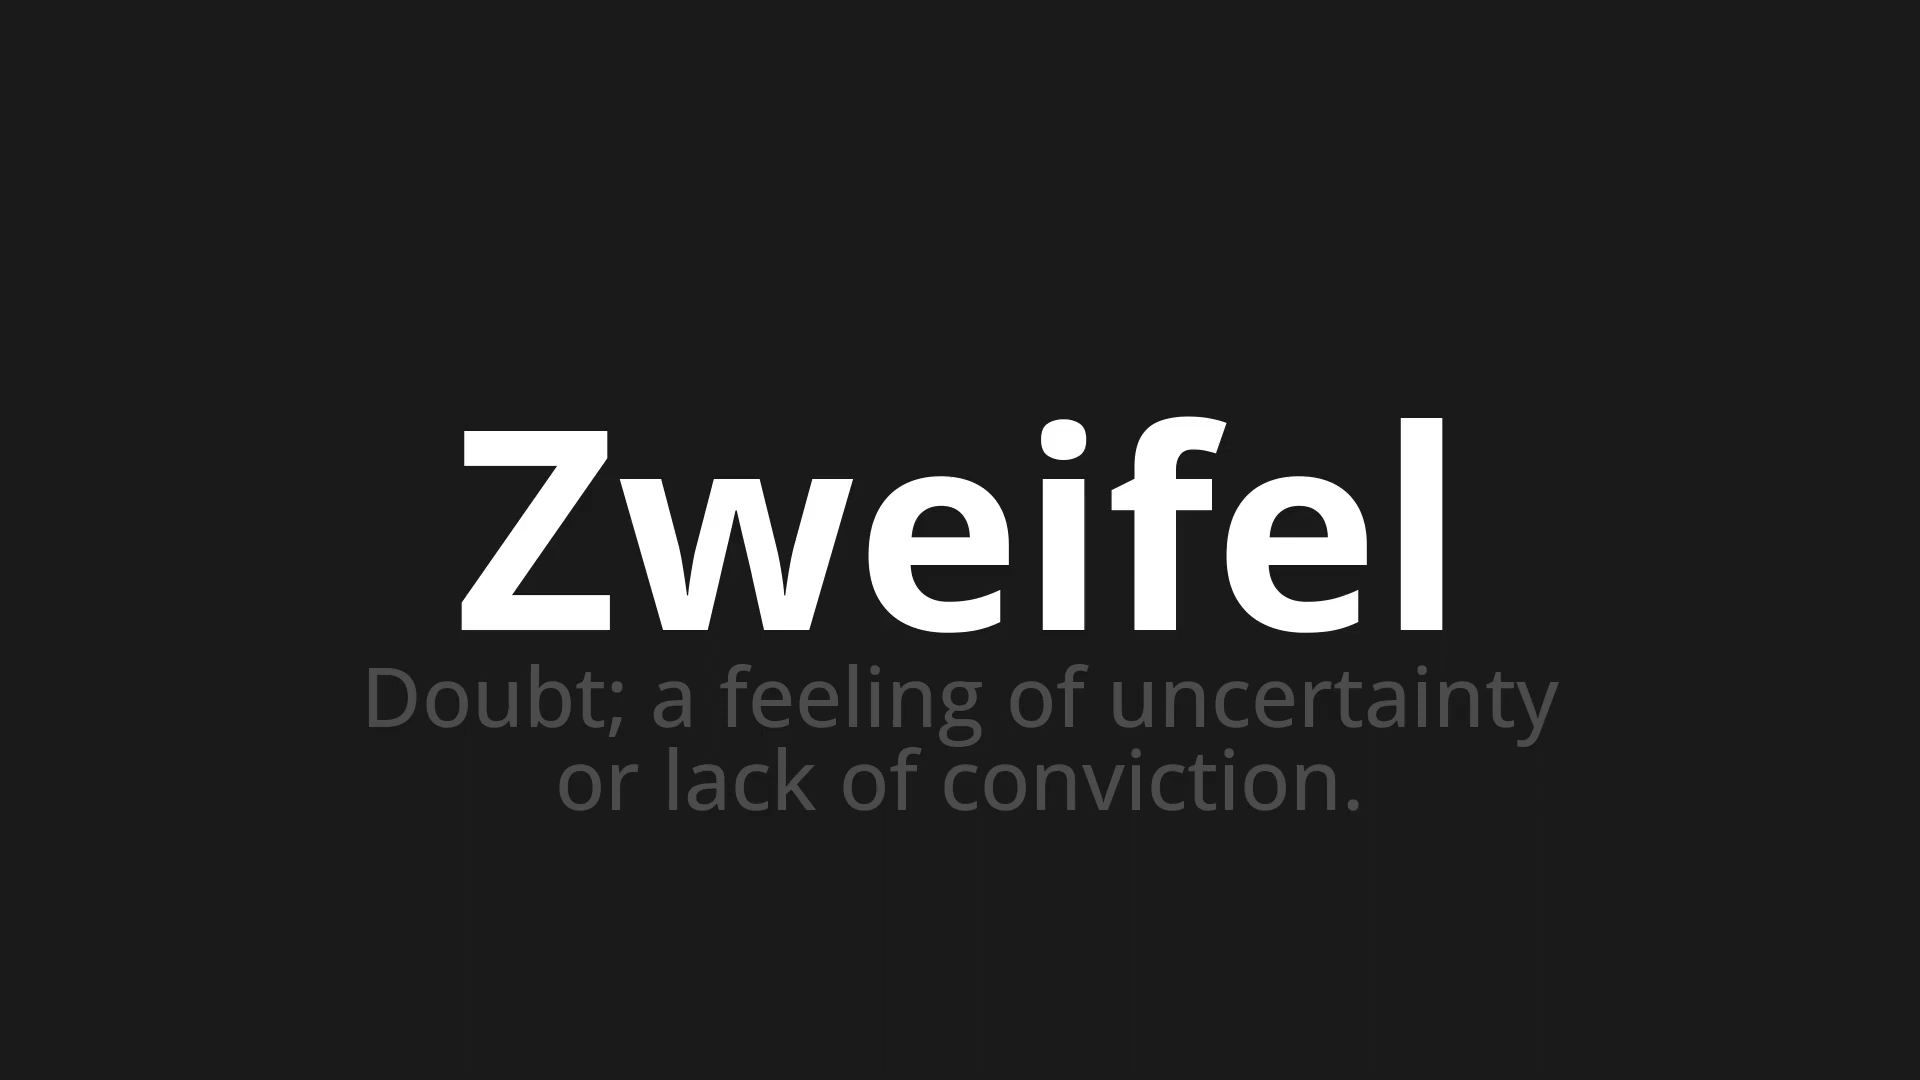 Zweifel
Doubt; a feeling of uncertainty
or lack of conviction.